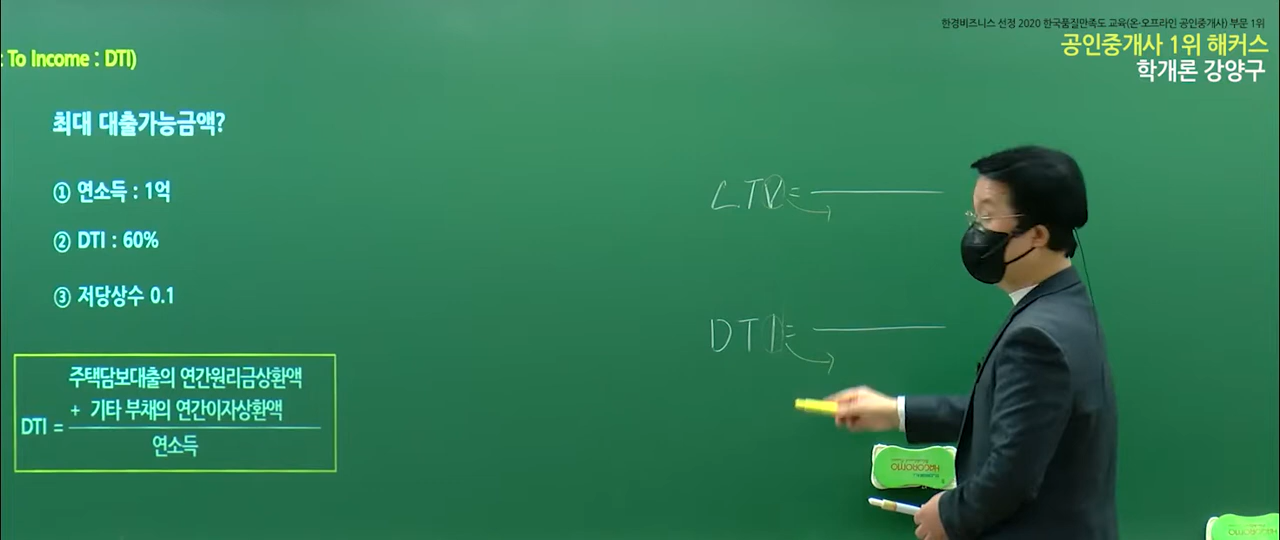 한경비즈니스 선정 2020 한국품질만족도 교육(온·오프라인 공인중개사) 부문 1위
공인중개사 1위 해커스
학개론 강양구
: To Income : DTI)
최대 대출가능금액?
① 연소득 : 1억
② DTI : 60%
③ 저당상수 0.1
주택담보대출의 연간원리금상환액
+ 기타 부채의 연간이자상환액
DTI =
연소득
LTV =
DTI =
HAGOROMO